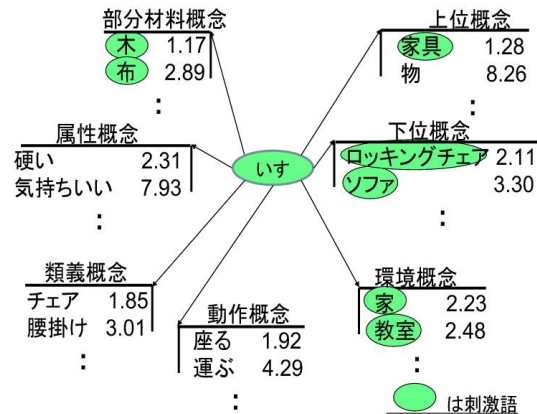 部分材料概念
木 1.17
布 2.89
:
上位概念
家具 1.28
物 8.26
:
属性概念
硬い 2.31
気持ちいい 7.93
:
いす
下位概念
ロッキングチェア 2.11
ソファ 3.30
:
類義概念
チェア 1.85
腰掛け 3.01
:
動作概念
座る 1.92
運ぶ 4.29
:
環境概念
家 2.23
教室 2.48
:
は刺激語